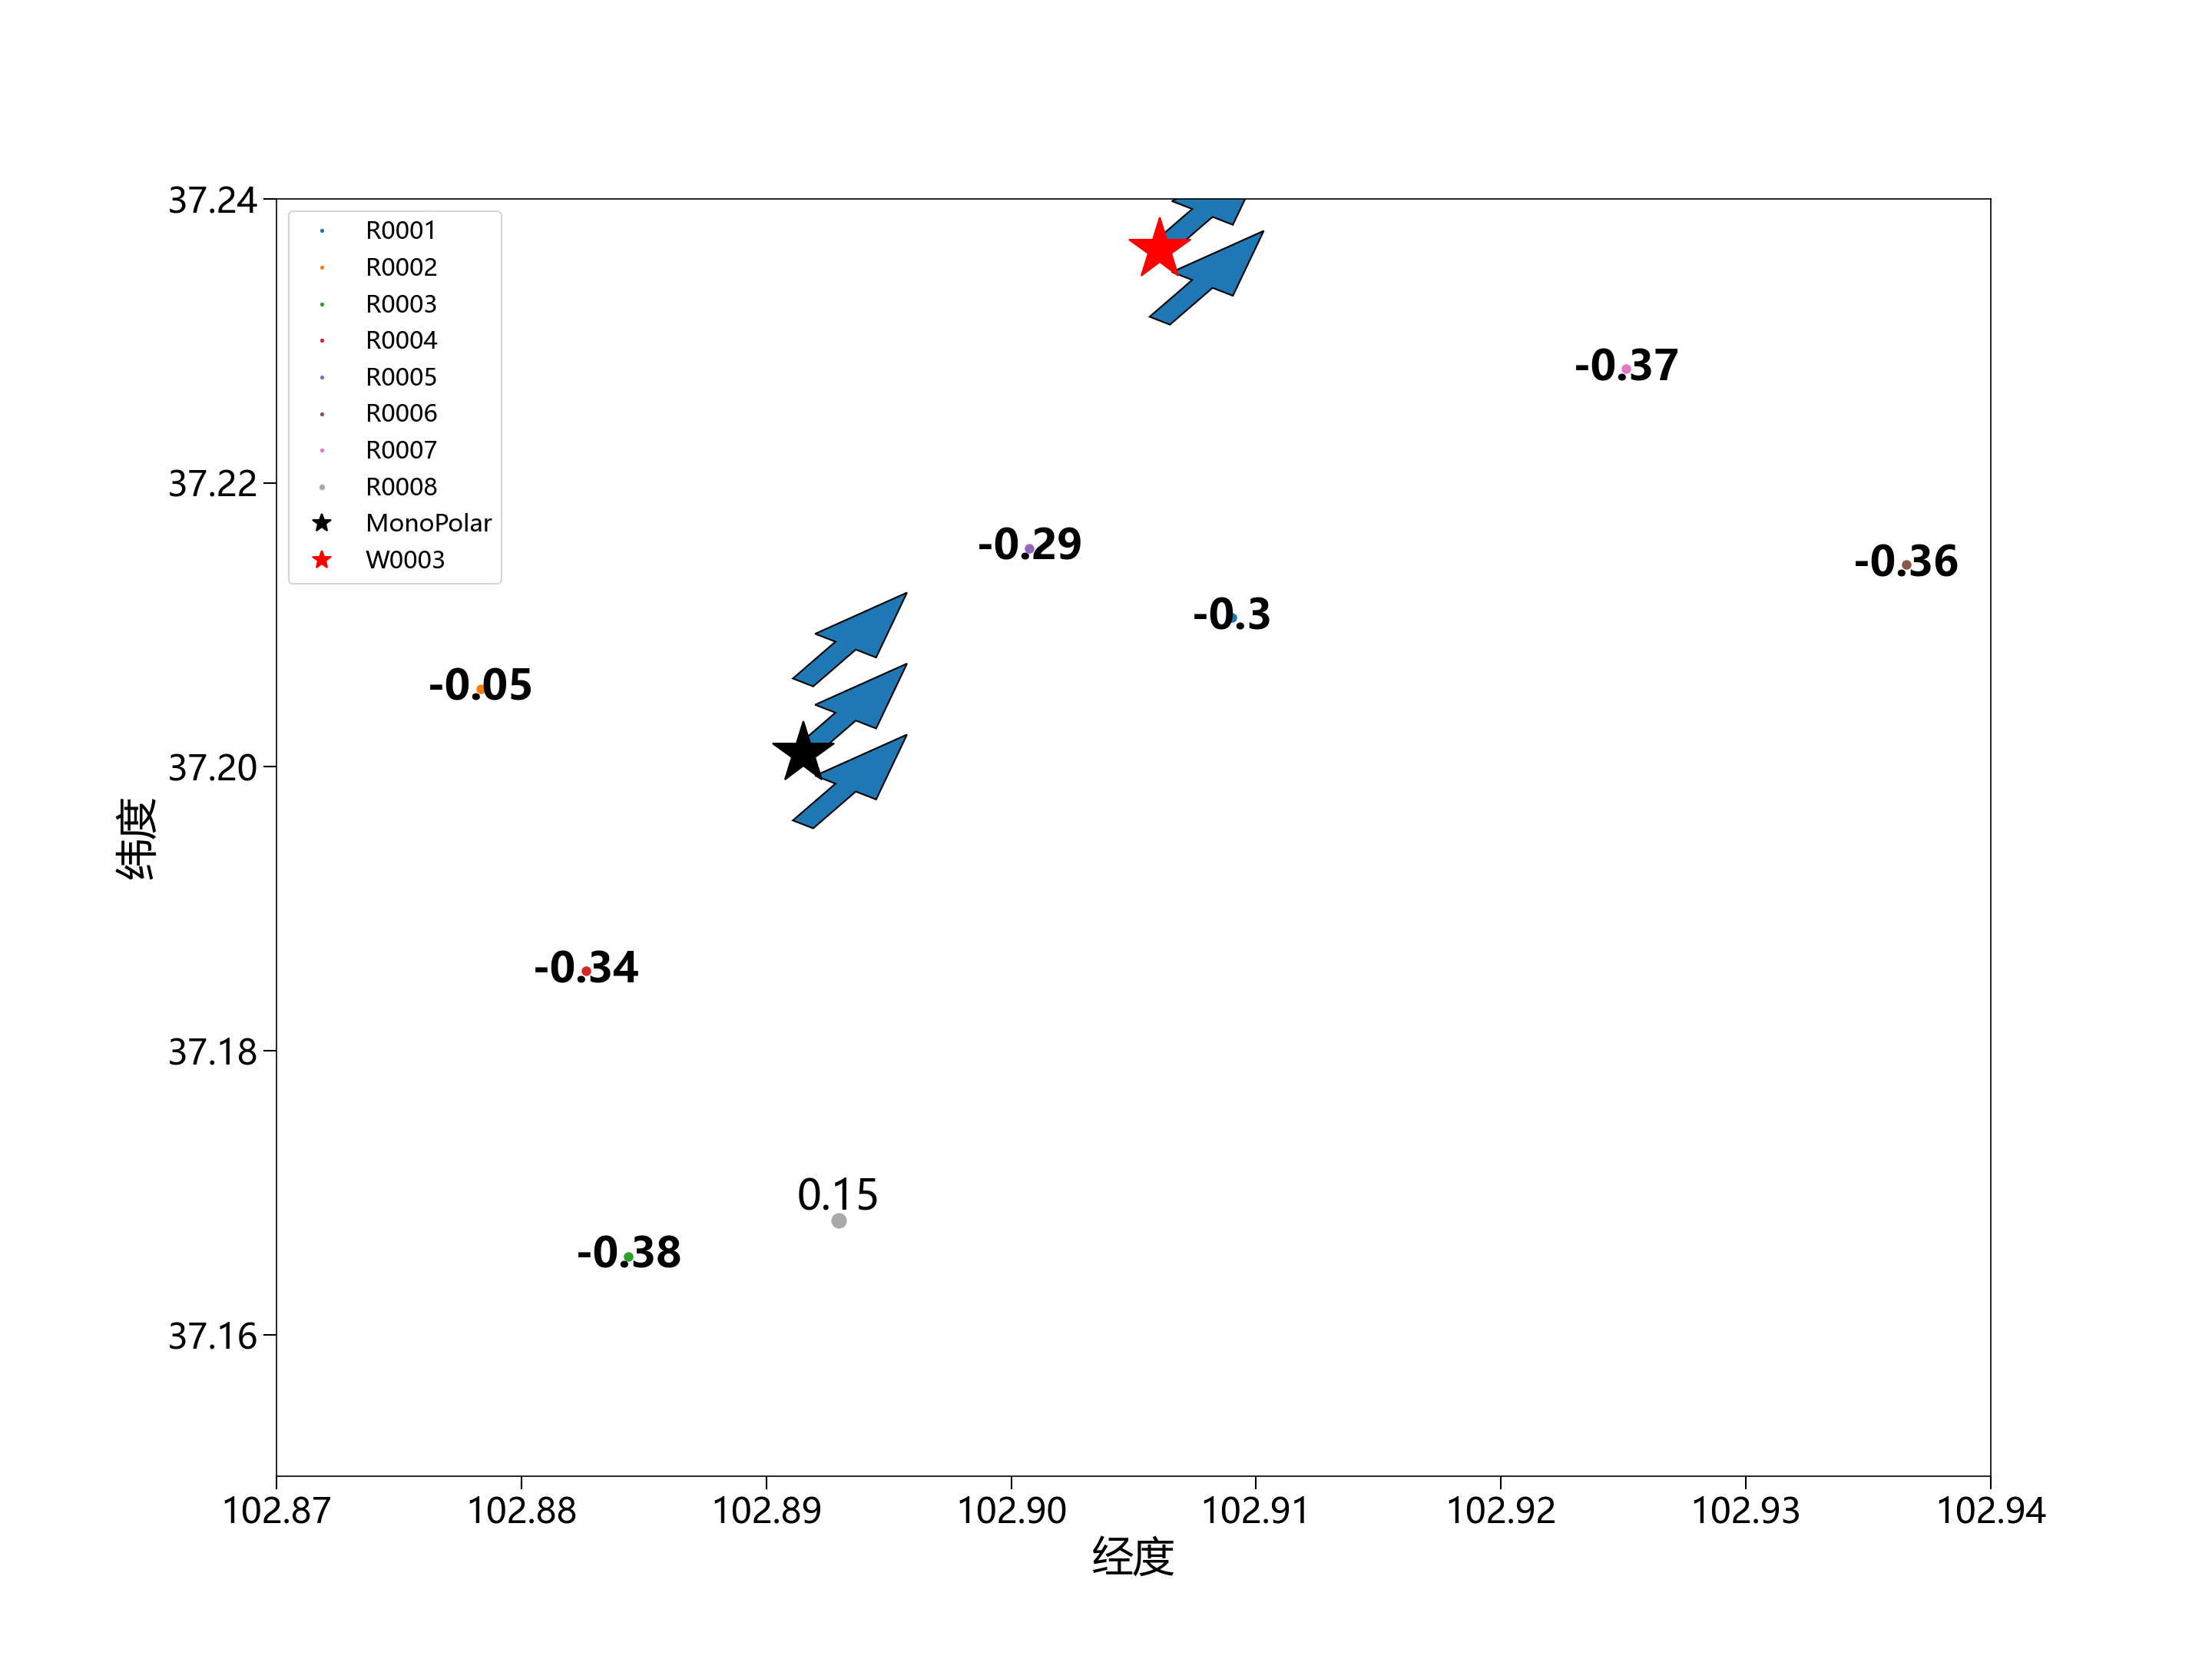 37.24
R0001
R0002
R0003
R0004
R0005
R0006
R0007
R0008
MonoPolar
W0003
-0.37
37.22
-0.29
-0.36
-0.3
-0.05
37.20
纬度
-0.34
37.18
0.15
-0.38
37.16
102.87 102.88 102.89 102.90 102.91 102.92 102.93 102.94
经度